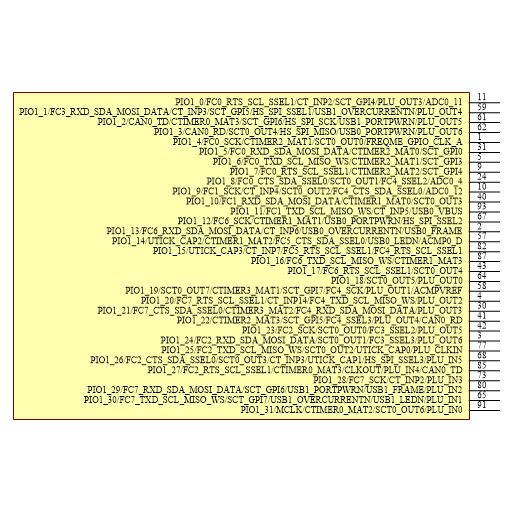 PIO1_0/FC0_RTS_SCL_SSEL1/CT_INP2/SCT_GPI4/PLU_OUT3/ADC0_11 11
PIO1_1/FC3_RXD_SDA_MOSI_DATA/CT_INP3/SCT_GPI5/HS_SPI_SSEL1/USB1_OVERCURRENTN/PLU_OUT4 59
PIO1_2/CAN0_TD/CTIMER0_MAT3/SCT_GPI6/HS_SPI_SCK/USB1_PORTPWRN/PLU_OUT5 61
PIO1_3/CAN0_RD/SCT0_OUT4/HS_SPI_MISO/USB0_PORTPWRN/PLU_OUT6 62
PIO1_4/FC0_SCK/CTIMER2_MAT1/SCT0_OUT0/FREQME_GPIO_CLK_A 1
PIO1_5/FC0_RXD_SDA_MOSI_DATA/CTIMER2_MAT0/SCT_GPI0 31
PIO1_6/FC0_TXD_SCL_MISO_WS/CTIMER2_MAT1/SCT_GPI3 5
PIO1_7/FC0_RTS_SCL_SSEL1/CTIMER2_MAT2/SCT_GPI4 9
PIO1_8/FC0_CTS_SDA_SSEL0/SCT0_OUT1/FC4_SSEL2/ADC0_4 24
PIO1_9/FC1_SCK/CT_INP4/SCT0_OUT2/FC4_CTS_SDA_SSEL0/ADC0_12 10
PIO1_10/FC1_RXD_SDA_MOSI_DATA/CTIMER1_MAT0/SCT0_OUT3 40
PIO1_11/FC1_TXD_SCL_MISO_WS/CT_INP5/USB0_VBUS 93
PIO1_12/FC6_SCK/CTIMER1_MAT1/USB0_PORTPWRN/HS_SPI_SSEL2 67
PIO1_13/FC6_RXD_SDA_MOSI_DATA/CT_INP6/USB0_OVERCURRENTN/USB0_FRAME 2
PIO1_14/UTICK_CAP2/CTIMER1_MAT2/FC5_CTS_SDA_SSEL0/USB0_LEDN/ACMP0_D 57
PIO1_15/UTICK_CAP3/CT_INP7/FC5_RTS_SCL_SSEL1/FC4_RTS_SCL_SSEL1 82
PIO1_16/FC6_TXD_SCL_MISO_WS/CTIMER1_MAT3 87
PIO1_17/FC6_RTS_SCL_SSEL1/SCT0_OUT4 43
PIO1_18/SCT0_OUT5/PLU_OUT0 64
PIO1_19/SCT0_OUT7/CTIMER3_MAT1/SCT_GPI7/FC4_SCK/PLU_OUT1/ACMPVREF 58
PIO1_20/FC7_RTS_SCL_SSEL1/CT_INP14/FC4_TXD_SCL_MISO_WS/PLU_OUT2 4
PIO1_21/FC7_CTS_SDA_SSEL0/CTIMER3_MAT2/FC4_RXD_SDA_MOSI_DATA/PLU_OUT3 30
PIO1_22/CTIMER2_MAT3/SCT_GPI5/FC4_SSEL3/PLU_OUT4/CAN0_RD 41
PIO1_23/FC2_SCK/SCT0_OUT0/FC3_SSEL2/PLU_OUT5 42
PIO1_24/FC2_RXD_SDA_MOSI_DATA/SCT0_OUT1/FC3_SSEL3/PLU_OUT6 3
PIO1_25/FC2_TXD_SCL_MISO_WS/SCT0_OUT2/UTICK_CAP0/PLU_CLKIN 77
PIO1_26/FC2_CTS_SDA_SSEL0/SCT0_OUT3/CT_INP3/UTICK_CAP1/HS_SPI_SSEL3/PLU_IN5 68
PIO1_27/FC2_RTS_SCL_SSEL1/CTIMER0_MAT3/CLKOUT/PLU_IN4/CAN0_TD 85
PIO1_28/FC7_SCK/CT_INP2/PLU_IN3 73
PIO1_29/FC7_RXD_SDA_MOSI_DATA/SCT_GPI6/USB1_PORTPWRN/USB1_FRAME/PLU_IN2 80
PIO1_30/FC7_TXD_SCL_MISO_WS/SCT_GPI7/USB1_OVERCURRENTN/USB1_LEDN/PLU_IN1 65
PIO1_31/MCLK/CTIMER0_MAT2/SCT0_OUT6/PLU_IN0 91